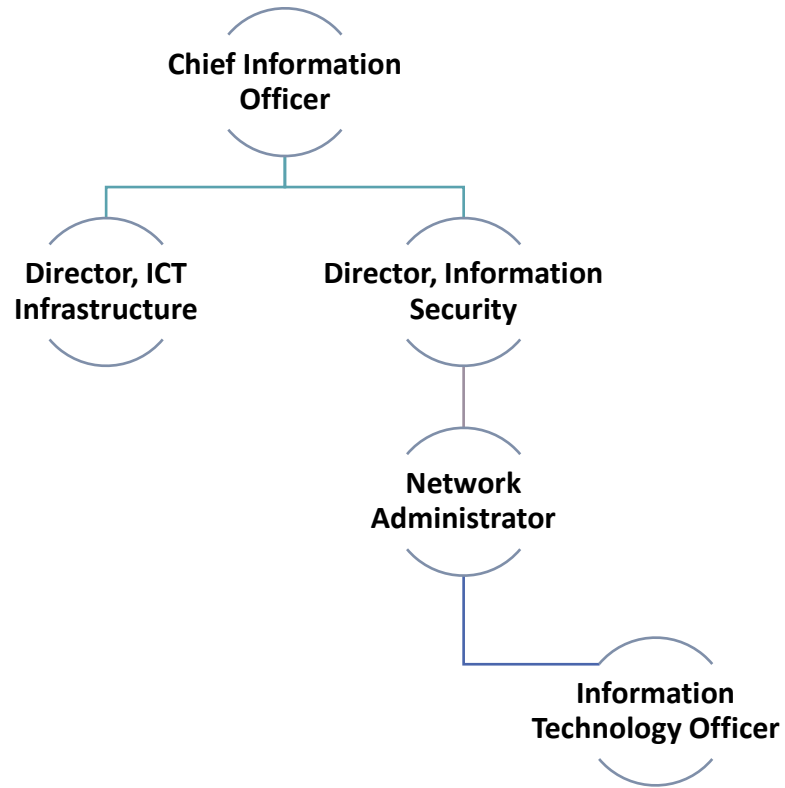 Chief Information
Officer
Director, ICT
Infrastructure
Director, Information
Security
Network
Administrator
Information
Technology Officer